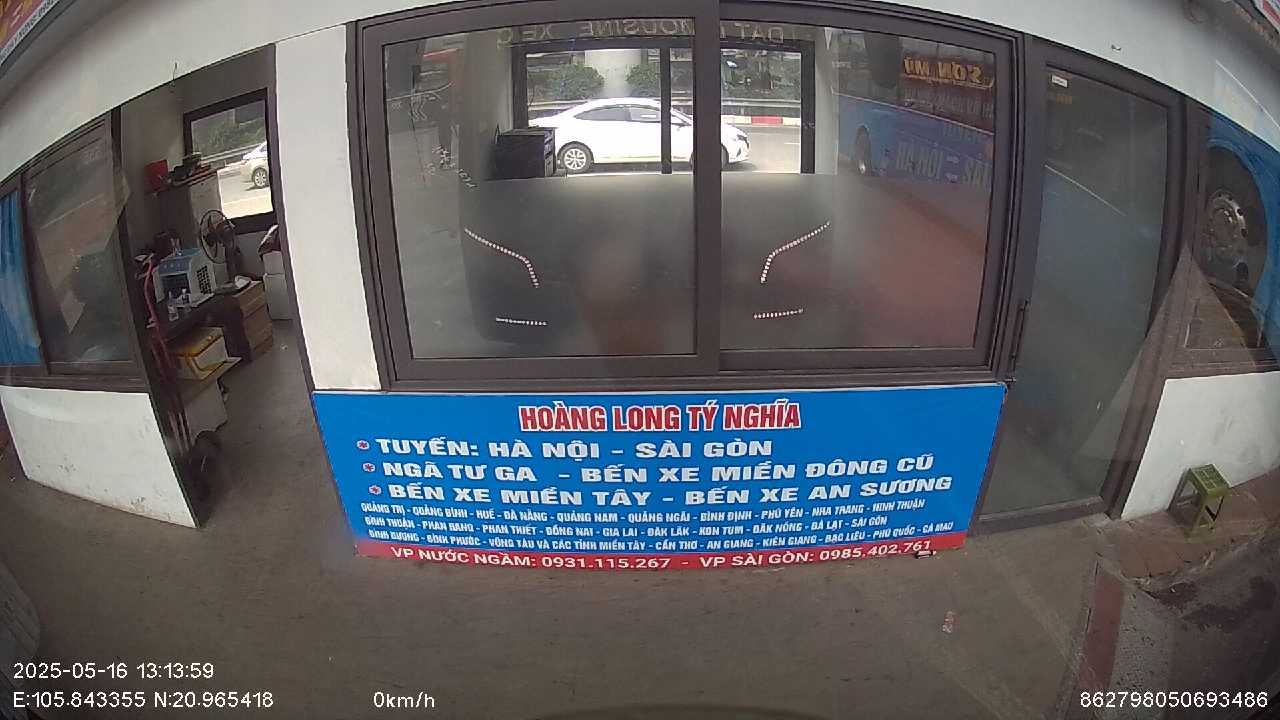 SƠN MỸ
HOÀNG LONG TÝ NGHĨA
* TUYẾN: HÀ NỘI - SÀI GÒN
* NGÃ TƯ GA - BẾN XE MIỀN ĐÔNG CŨ
* BẾN XE MIỀN TÂY - BẾN XE AN SƯƠNG
QUẢNG TRỊ - QUẢNG BÌNH - HUẾ - ĐÀ NẴNG - QUẢNG NAM - QUẢNG NGÃI - BÌNH ĐỊNH - PHÚ YÊN - NHA TRANG - NINH THUẬN
BÌNH THUẬN - PHAN RANG - PHAN THIẾT - ĐỒNG NAI - GIA LAI - ĐĂK LĂK - KON TUM - ĐĂK NÔNG - ĐÀ LẠT - SÀI GÒN
BÌNH DƯƠNG - BÌNH PHƯỚC - VŨNG TÀU VÀ CÁC TỈNH MIỀN TÂY - CẦN THƠ - AN GIANG - KIÊN GIANG - BẠC LIÊU - PHÚ QUỐC - CÀ MAU
VP NƯỚC NGẦM: 0931.115.267 - VP SÀI GÒN: 0985.402.761
2025-05-16 13:13:59
E:105.843355 N:20.965418
0km/h
862798050693486